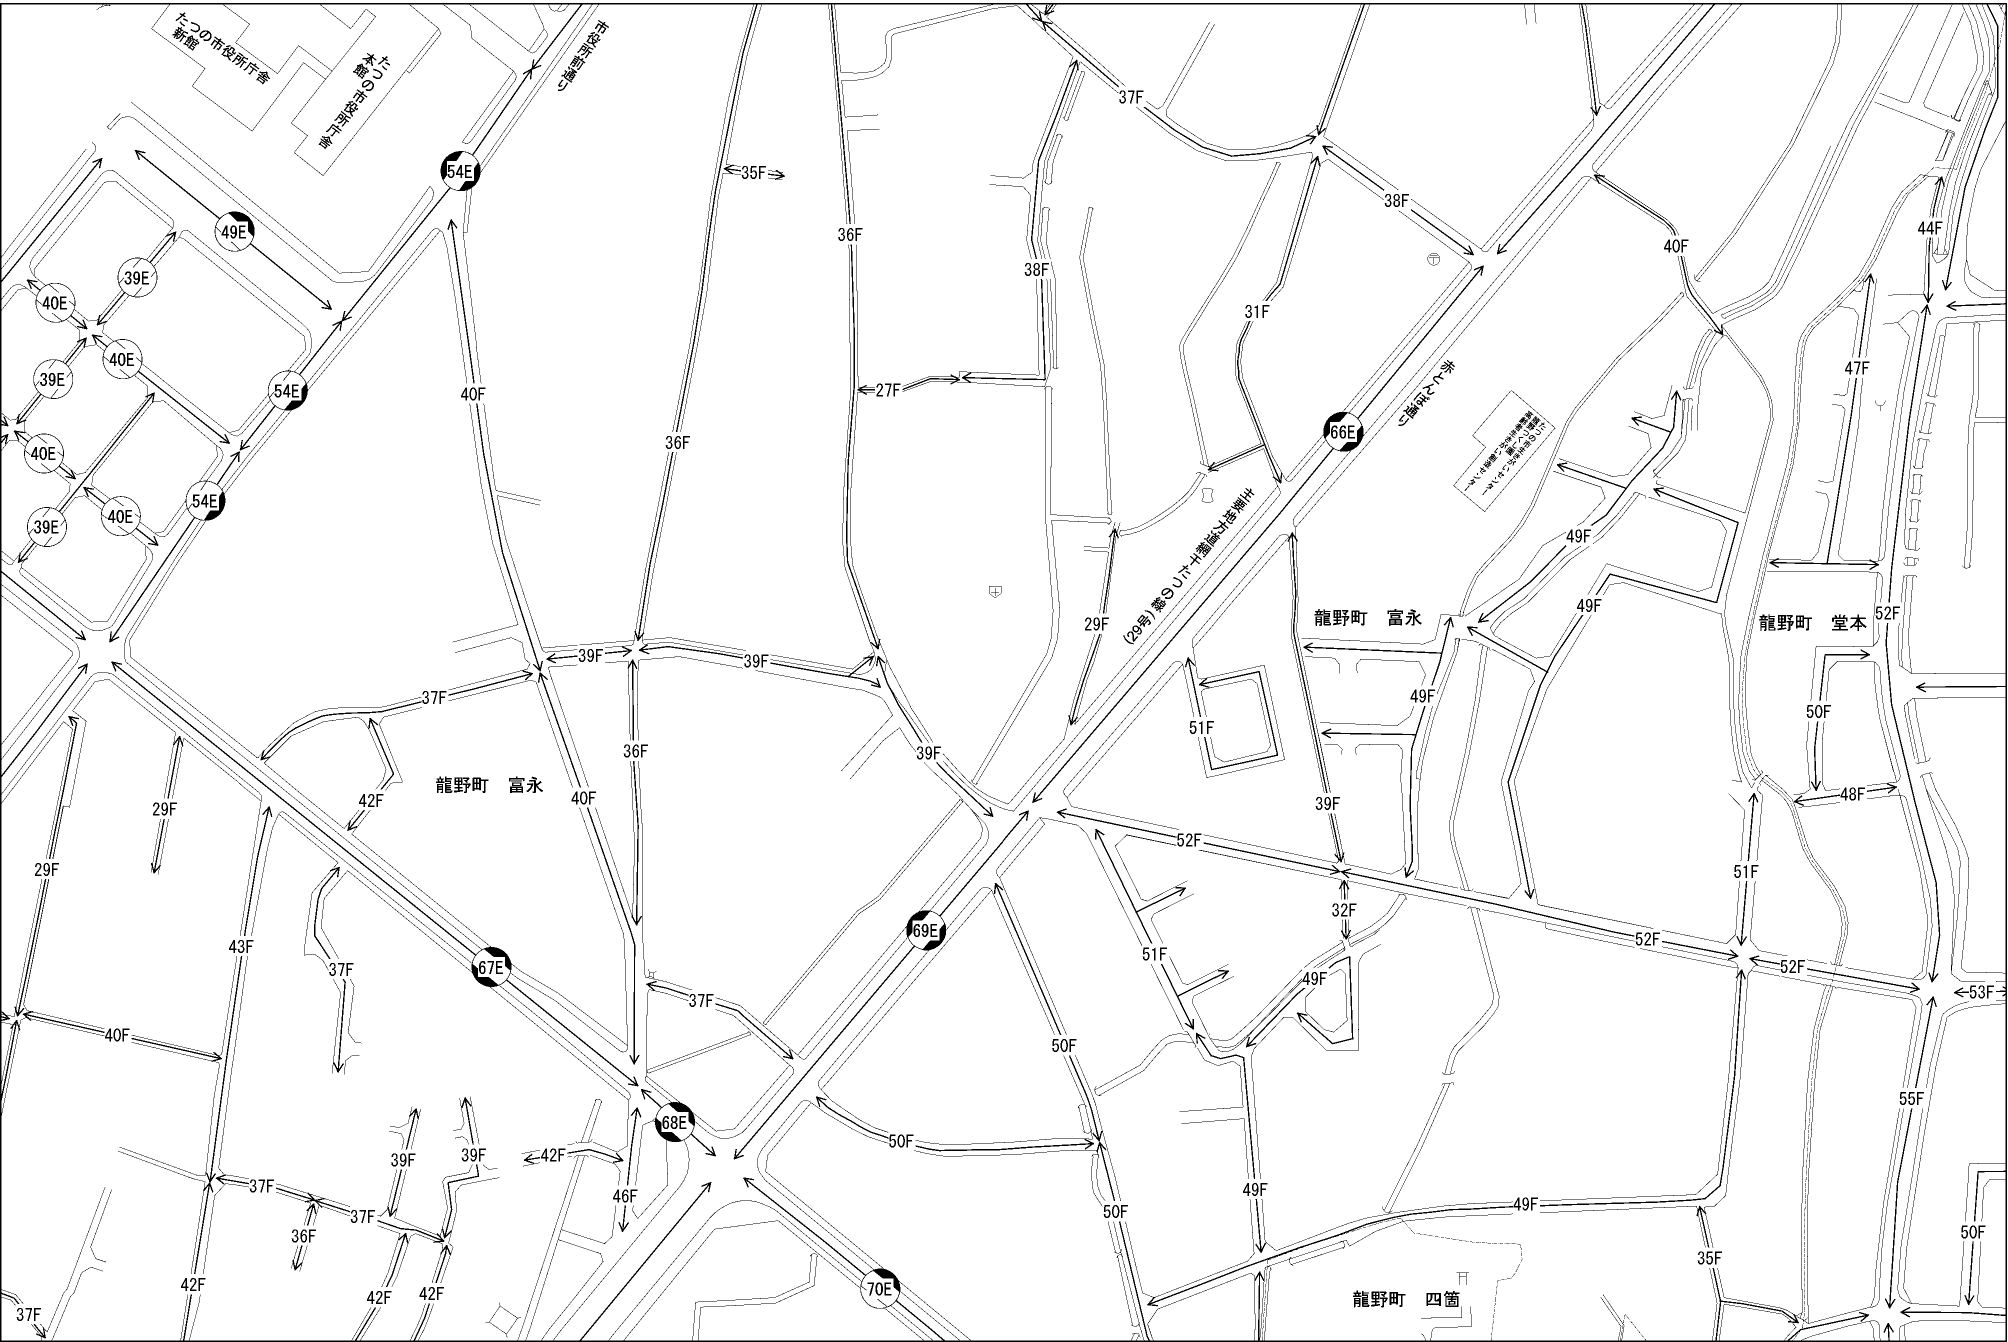 たつの市役所庁舎
新館
たつの市役所庁舎
本館
市役所前通り
54E
37F
35F
38F
49E
36F
44F
40F
39E
38F
40E
31F
40E
47F
39E
54E
27F
40F
赤とんぼ通り
66E
36F
40E
54E
主要地方道網干たつの線
(29号)
40E
39E
49F
49F
龍野町 富永
龍野町 堂本
52F
29F
39F
39F
37F
49F
50F
51F
36F
39F
龍野町 富永
40F
42F
29F
39F
48F
52F
29F
51F
32F
69E
43F
52F
51F
67E
37F
52F
49F
53F
37F
40F
50F
55F
68E
50F
39F
39F
42F
37F
46F
49F
49F
50F
37F
36F
50F
35F
42F
70E
42F
42F
龍野町 四箇
37F